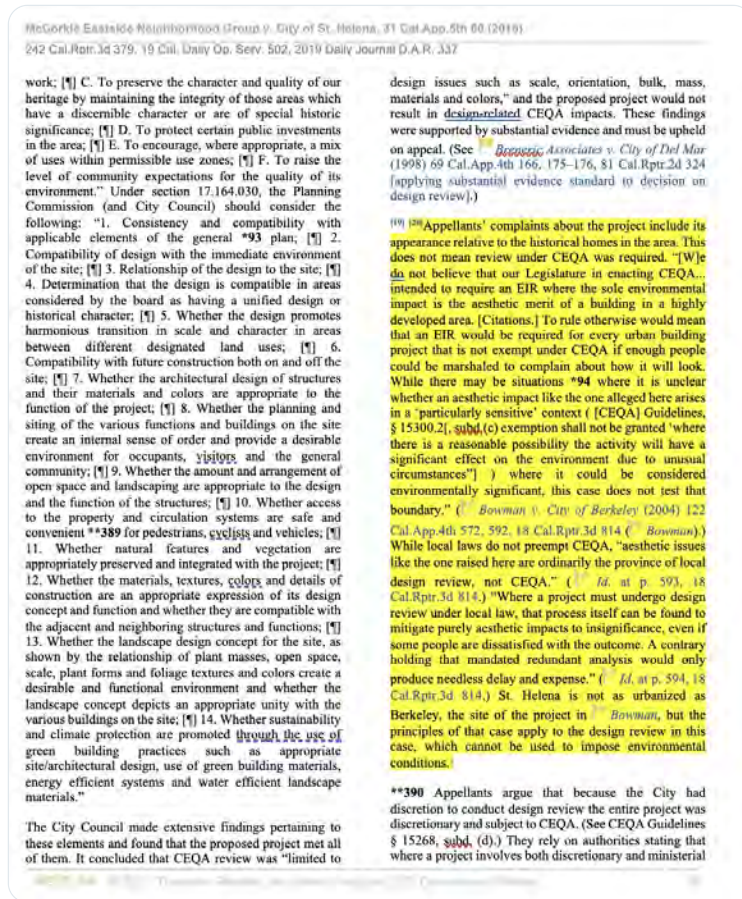 McCorkle Eastside Neighborhood Group v. City of St. Helena, 31 Cal.App.5th 80 (2019)
242 Cal.Rptr.3d 379, 19 Cal. Daily Op. Serv. 502, 2019 Daily Journal D.A.R. 337
work; [¶] C. To preserve the character and quality of our
heritage by maintaining the integrity of those areas which
have a discernible character or are of special historic
significance; [¶] D. To protect certain public investments
in the area; [¶] E. To encourage, where appropriate, a mix
of uses within permissible use zones; [¶] F. To raise the
level of community expectations for the quality of its
environment.” Under section 17.164.030, the Planning
Commission (and City Council) should consider the
following: “1. Consistency and compatibility with
applicable elements of the general *93 plan; [¶] 2.
Compatibility of design with the immediate environment
of the site; [¶] 3. Relationship of the design to the site; [¶]
4. Determination that the design is compatible in areas
considered by the board as having a unified design or
historical character; [¶] 5. Whether the design promotes
harmonious transition in scale and character in areas
between different designated land uses; [¶] 6.
Compatibility with future construction both on and off the
site; [¶] 7. Whether the architectural design of structures
and their materials and colors are appropriate to the
function of the project; [¶] 8. Whether the planning and
siting of the various functions and buildings on the site
create an internal sense of order and provide a desirable
environment for occupants, visitors and the general
community; [¶] 9. Whether the amount and arrangement of
open space and landscaping are appropriate to the design
and the function of the structures; [¶] 10. Whether access
to the property and circulation systems are safe and
convenient **389 for pedestrians, cyclists and vehicles; [¶]
11. Whether natural features and vegetation are
appropriately preserved and integrated with the project; [¶]
12. Whether the materials, textures, colors and details of
construction are an appropriate expression of its design
concept and function and whether they are compatible with
the adjacent and neighboring structures and functions; [¶]
13. Whether the landscape design concept for the site, as
shown by the relationship of plant masses, open space,
scale, plant forms and foliage textures and colors create a
desirable and functional environment and whether the
landscape concept depicts an appropriate unity with the
various buildings on the site; [¶] 14. Whether sustainability
and climate protection are promoted through the use of
green building practices such as appropriate
site/architectural design, use of green building materials,
energy efficient systems and water efficient landscape
materials.”
The City Council made extensive findings pertaining to
these elements and found that the proposed project met all
of them. It concluded that CEQA review was “limited to
design issues such as scale, orientation, bulk, mass,
materials and colors,” and the proposed project would not
result in design-related CEQA impacts. These findings
were supported by substantial evidence and must be upheld
on appeal. (See Breneric Associates v. City of Del Mar
(1998) 69 Cal.App.4th 166, 175–176, 81 Cal.Rptr.2d 324
[applying substantial evidence standard to decision on
design review].)
[19] [20]Appellants’ complaints about the project include its
appearance relative to the historical homes in the area. This
does not mean review under CEQA was required. “[W]e
do not believe that our Legislature in enacting CEQA...
intended to require an EIR where the sole environmental
impact is the aesthetic merit of a building in a highly
developed area. [Citations.] To rule otherwise would mean
that an EIR would be required for every urban building
project that is not exempt under CEQA if enough people
could be marshaled to complain about how it will look.
While there may be situations *94 where it is unclear
whether an aesthetic impact like the one alleged here arises
in a ‘particularly sensitive’ context ( [CEQA] Guidelines,
§ 15300.2[, subd.(c) exemption shall not be granted ‘where
there is a reasonable possibility the activity will have a
significant effect on the environment due to unusual
circumstances”] ) where it could be considered
environmentally significant, this case does not test that
boundary.” ( Bowman v. City of Berkeley (2004) 122
Cal.App.4th 572, 592, 18 Cal.Rptr.3d 814 ( Bowman).)
While local laws do not preempt CEQA, “aesthetic issues
like the one raised here are ordinarily the province of local
design review, not CEQA.” ( Id. at p. 593, 18
Cal.Rptr.3d 814.) “Where a project must undergo design
review under local law, that process itself can be found to
mitigate purely aesthetic impacts to insignificance, even if
some people are dissatisfied with the outcome. A contrary
holding that mandated redundant analysis would only
produce needless delay and expense.” ( Id. at p. 594, 18
Cal.Rptr.3d 814.) St. Helena is not as urbanized as
Berkeley, the site of the project in Bowman, but the
principles of that case apply to the design review in this
case, which cannot be used to impose environmental
conditions.
**390 Appellants argue that because the City had
discretion to conduct design review the entire project was
discretionary and subject to CEQA. (See CEQA Guidelines
§ 15268, subd. (d).) They rely on authorities stating that
where a project involves both discretionary and ministerial